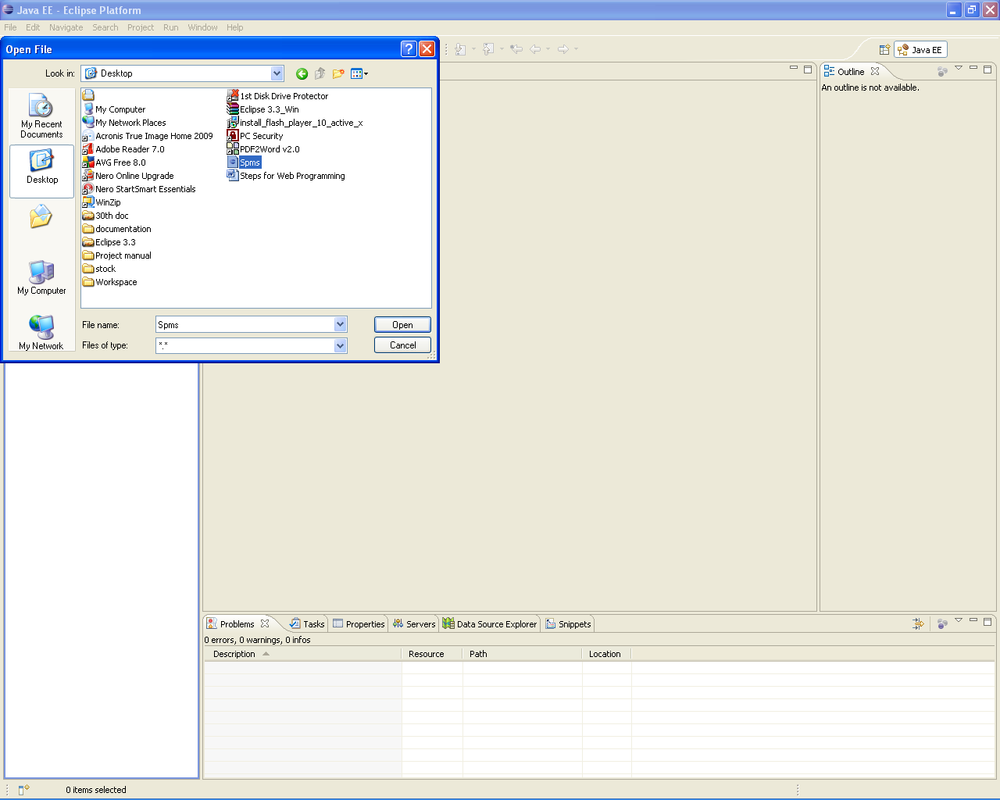 Java EE - Eclipse Platform
File Edit Navigate Search Project Run Window Help
Open File
Java EE
Look in: Desktop
Outline
An outline is not available.
My Recent Documents
Desktop
My Computer
My Network
My Computer
My Network Places
Acronis True Image Home 2009
Adobe Reader 7.0
AVG Free 8.0
Nero Online Upgrade
Nero StartSmart Essentials
WinZip
30th doc
documentation
Eclipse 3.3
Project manual
stock
Workspace
1st Disk Drive Protector
Eclipse 3.3_Win
install_flash_player_10_active_x
PC Security
PDF2Word v2.0
Spms
Steps for Web Programming
File name: Spms Open
Files of type: *.* Cancel
Problems Tasks Properties Servers Data Source Explorer Snippets
0 errors, 0 warnings, 0 infos
Description Resource Path Location
0 items selected